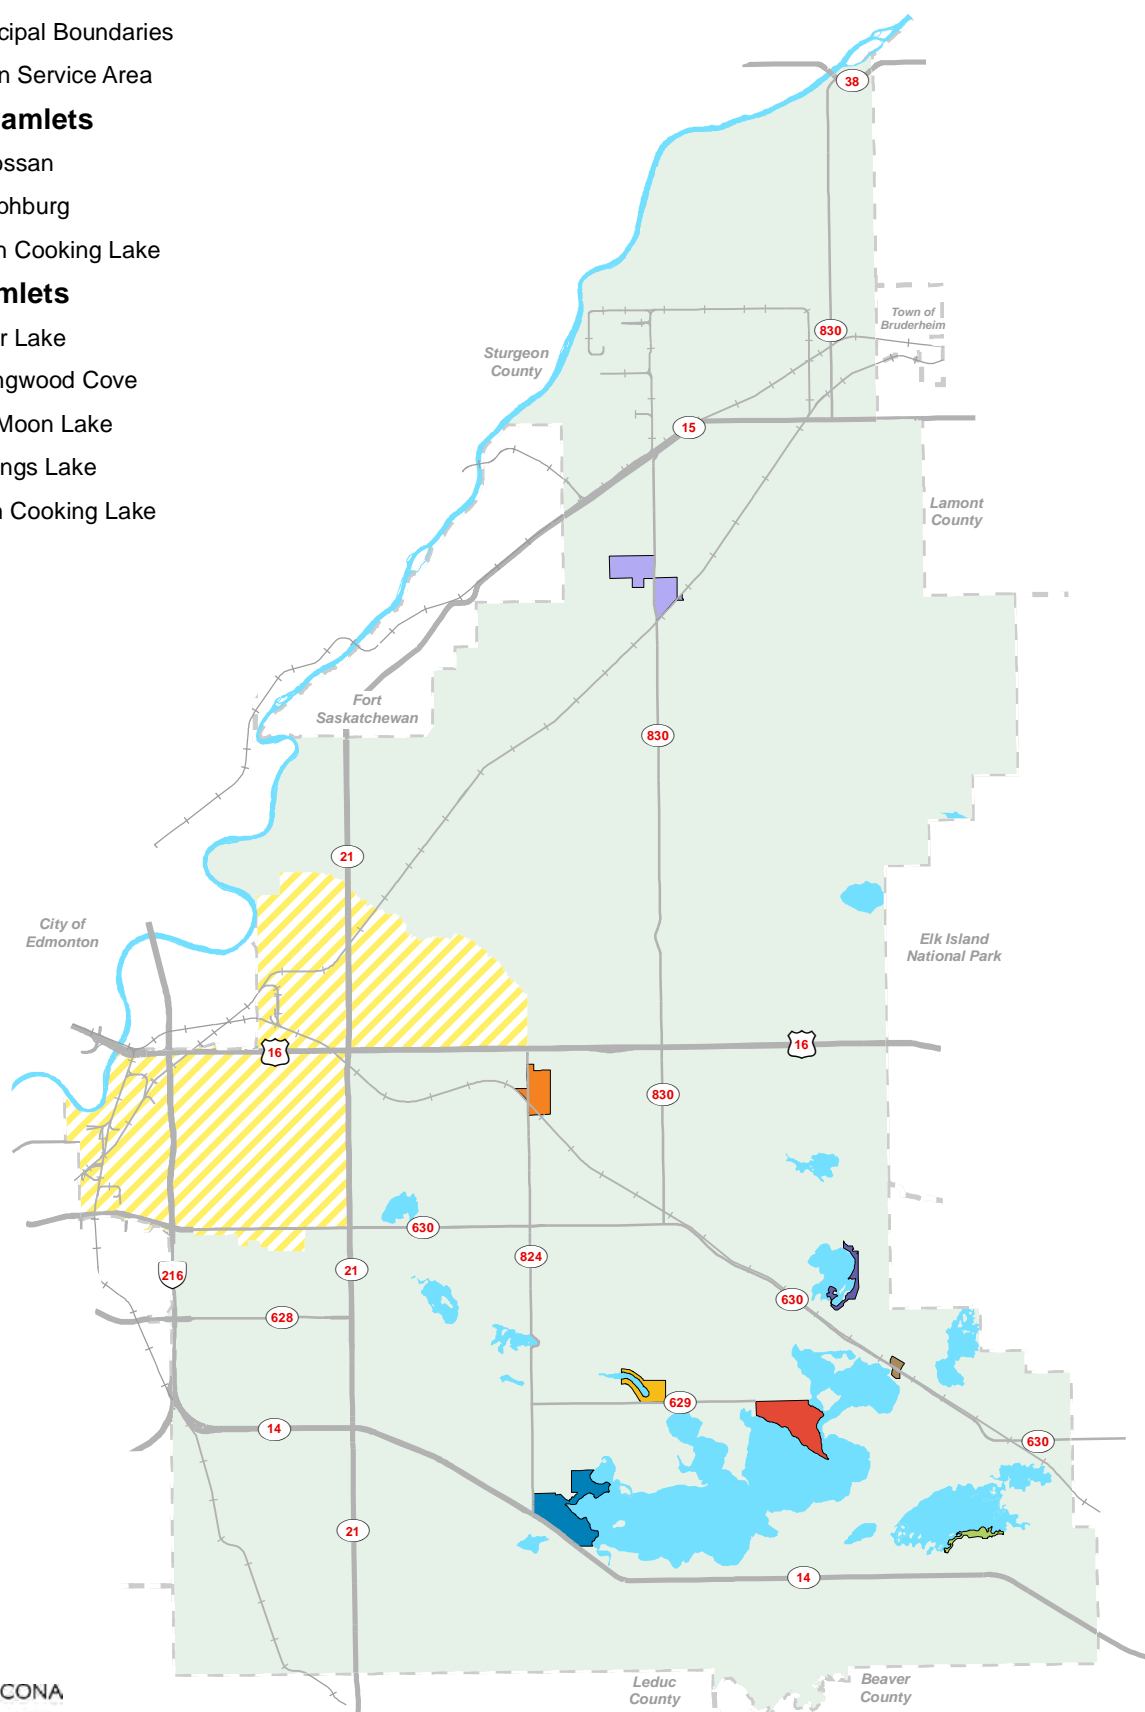 cipal Boundaries
n Service Area
amlets
ossan
ohburg
n Cooking Lake
mlets
r Lake
ngwood Cove
Moon Lake
ngs Lake
n Cooking Lake
38
Town of
Bruderheim
830
Sturgeon
County
15
Lamont
County
Fort
Saskatchewan
830
21
City of
Edmonton
Elk Island
National Park
16
16
830
630
824
216
21
630
628
629
14
630
21
14
Leduc
County
Beaver
County
CONA